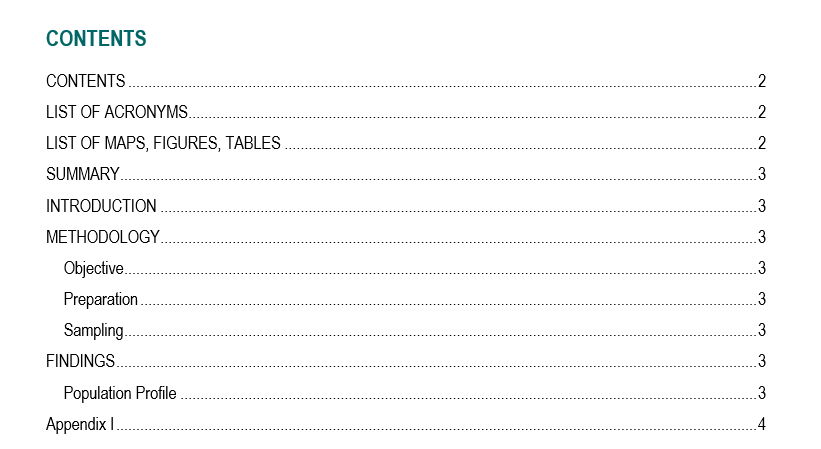 CONTENTS
CONTENTS ........................................................................ 2
LIST OF ACRONYMS ........................................................................ 2
LIST OF MAPS, FIGURES, TABLES ........................................................................ 2
SUMMARY ........................................................................ 3
INTRODUCTION ........................................................................ 3
METHODOLOGY ........................................................................ 3
Objective ........................................................................ 3
Preparation ........................................................................ 3
Sampling ........................................................................ 3
FINDINGS ........................................................................ 3
Population Profile ........................................................................ 3
Appendix I ........................................................................ 4